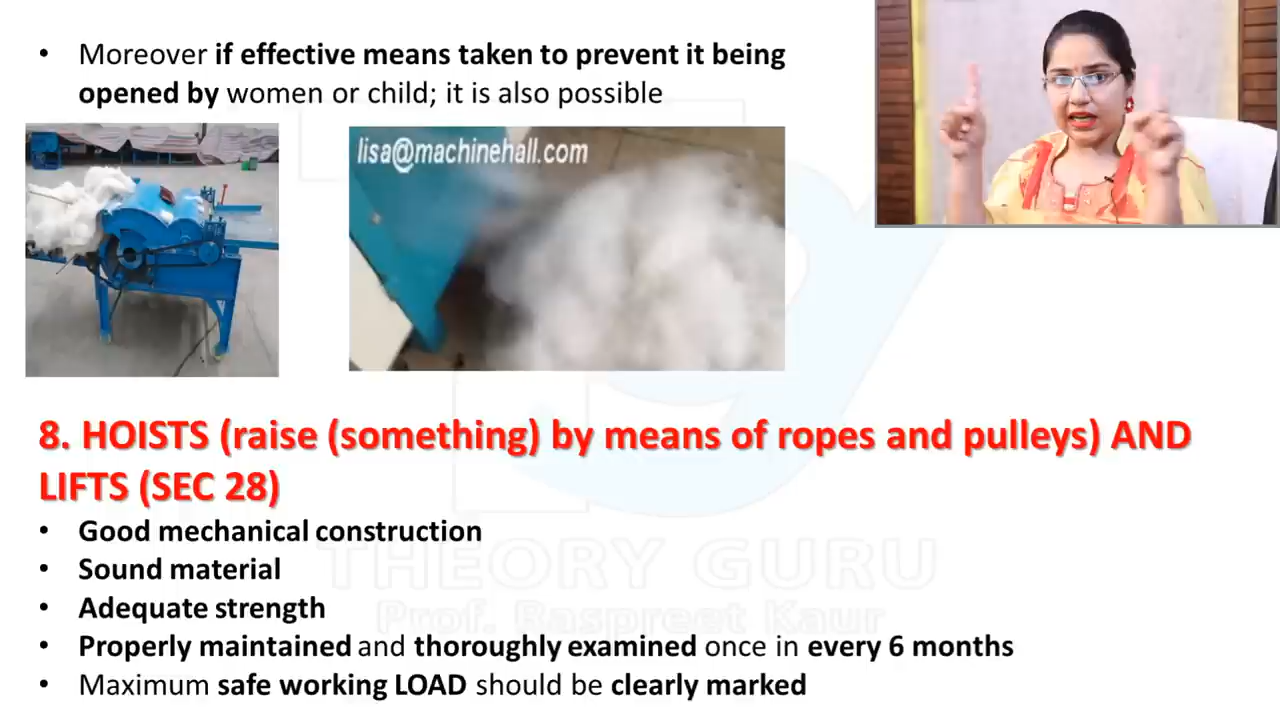 • Moreover if effective means taken to prevent it being
opened by women or child; it is also possible
lisa@machinehall.com
8. HOISTS (raise (something) by means of ropes and pulleys) AND
LIFTS (SEC 28)
• Good mechanical construction
• Sound material
• Adequate strength
• Properly maintained and thoroughly examined once in every 6 months
• Maximum safe working LOAD should be clearly marked
THEORY GURU
Prof. Raspreet Kaur